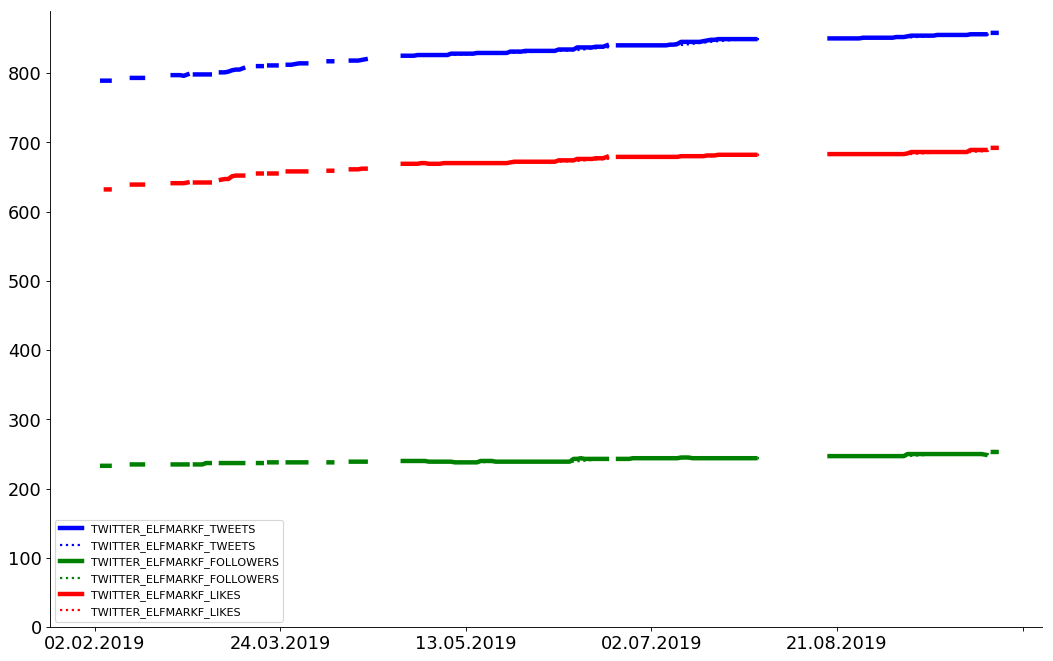 800
700
600
500
400
300
200
100
0
TWITTER_ELFMARKF_TWEETS
TWITTER_ELFMARKF_TWEETS
TWITTER_ELFMARKF_FOLLOWERS
TWITTER_ELFMARKF_FOLLOWERS
TWITTER_ELFMARKF_LIKES
TWITTER_ELFMARKF_LIKES
02.02.2019 24.03.2019 13.05.2019 02.07.2019 21.08.2019